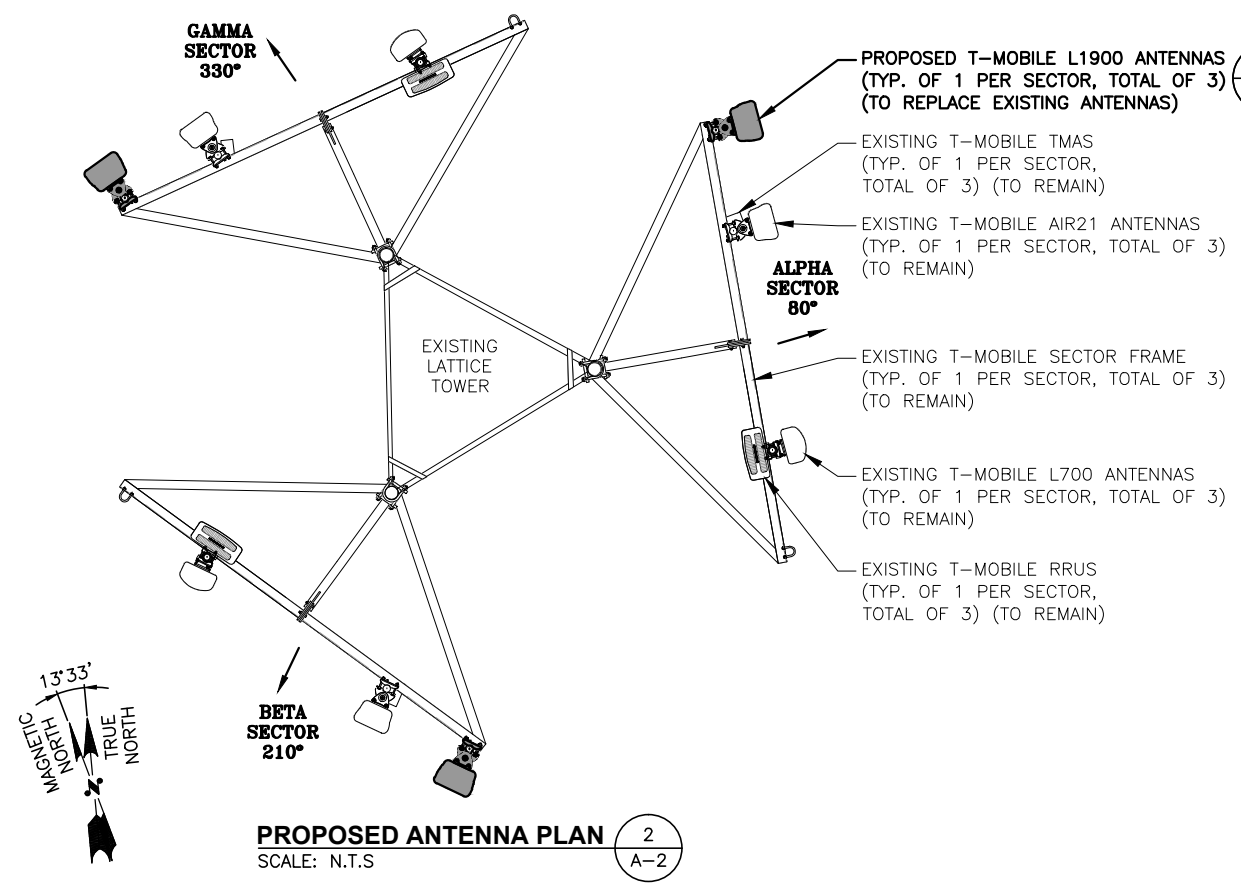 GAMMA
SECTOR
330°
PROPOSED T-MOBILE L1900 ANTENNAS
(TYP. OF 1 PER SECTOR, TOTAL OF 3)
(TO REPLACE EXISTING ANTENNAS)
EXISTING T-MOBILE TMAS
(TYP. OF 1 PER SECTOR,
TOTAL OF 3) (TO REMAIN)
EXISTING T-MOBILE AIR21 ANTENNAS
(TYP. OF 1 PER SECTOR, TOTAL OF 3)
(TO REMAIN)
ALPHA
SECTOR
80°
EXISTING
LATTICE
TOWER
EXISTING T-MOBILE SECTOR FRAME
(TYP. OF 1 PER SECTOR, TOTAL OF 3)
(TO REMAIN)
EXISTING T-MOBILE L700 ANTENNAS
(TYP. OF 1 PER SECTOR, TOTAL OF 3)
(TO REMAIN)
EXISTING T-MOBILE RRUS
(TYP. OF 1 PER SECTOR,
TOTAL OF 3) (TO REMAIN)
BETA
SECTOR
210°
13°33'
MAGNETIC
NORTH
TRUE
NORTH
N
PROPOSED ANTENNA PLAN
SCALE: N.T.S
2
A-2